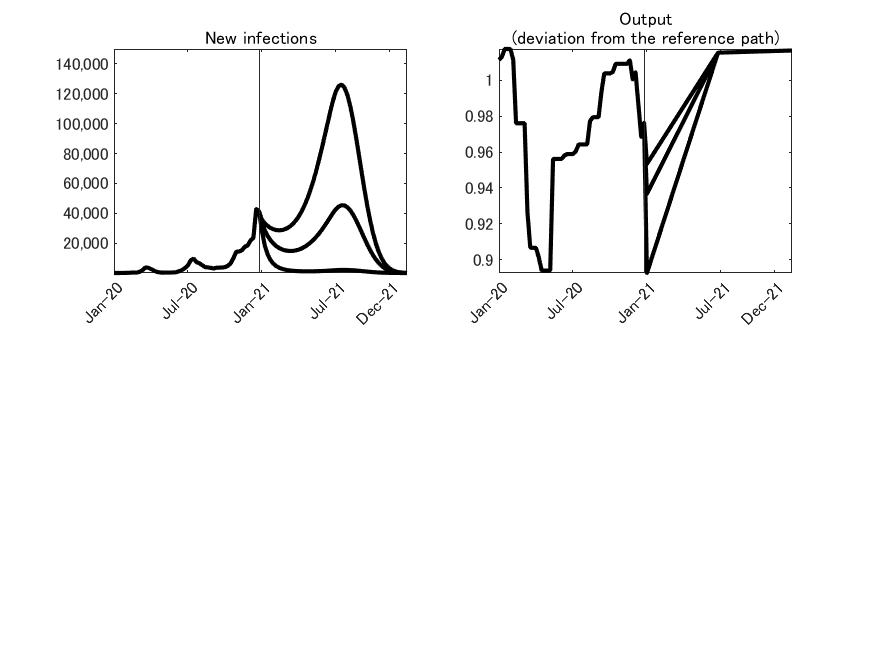 New infections
140,000
120,000
100,000
80,000
60,000
40,000
20,000
Jan-20
Jul-20
Jan-21
Jul-21
Dec-21
Output
(deviation from the reference path)
1
0.98
0.96
0.94
0.92
0.9
Jan-20
Jul-20
Jan-21
Jul-21
Dec-21